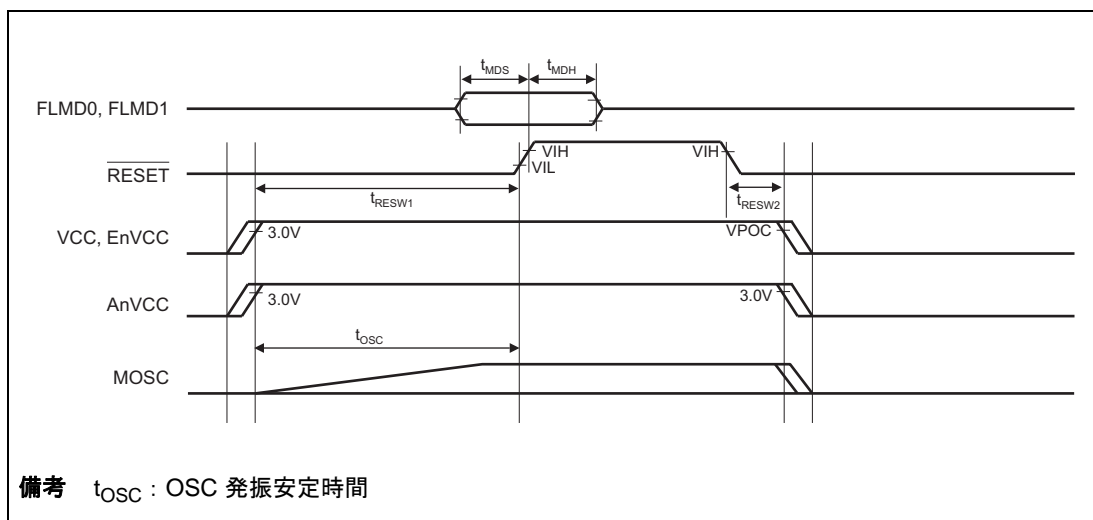 tMDS tMDH
FLMD0, FLMD1
VIH VIH
RESET VIL
tRESW1 tRESW2
VCC, EnVCC 3.0V VPOC
AnVCC 3.0V 3.0V
tOSC
MOSC
備考 tOSC : OSC 発振安定時間